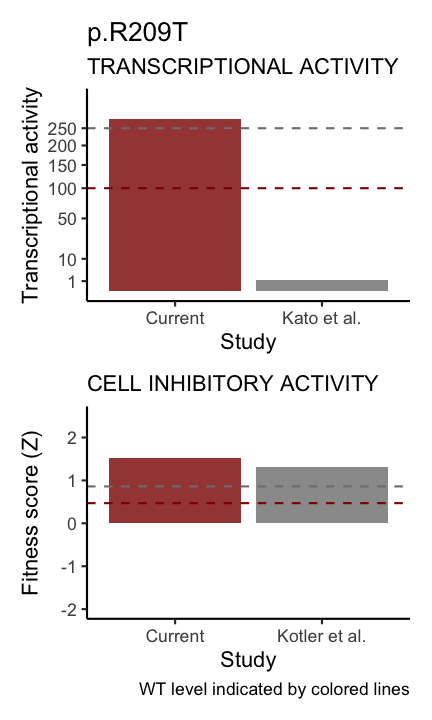 p.R209T
TRANSCRIPTIONAL ACTIVITY
Transcriptional activity
250
200
150
100
50
10
1
Current
Kato et al.
Study
CELL INHIBITORY ACTIVITY
Fitness score (Z)
2
1
0
-1
-2
Current
Kotler et al.
Study
WT level indicated by colored lines